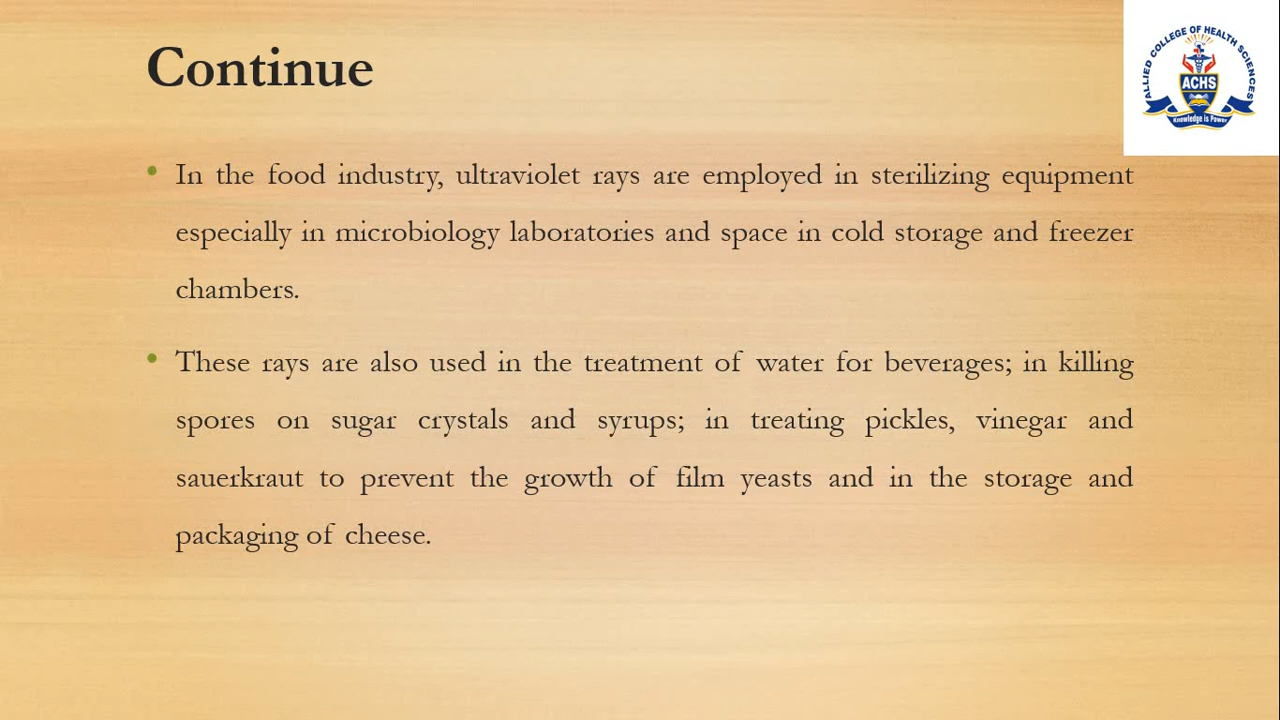 Continue
ALLIED COLLEGE OF HEALTH SCIENCES
ACHS
Knowledge is Power
• In the food industry, ultraviolet rays are employed in sterilizing equipment
especially in microbiology laboratories and space in cold storage and freezer
chambers.
• These rays are also used in the treatment of water for beverages; in killing
spores on sugar crystals and syrups; in treating pickles, vinegar and
sauerkraut to prevent the growth of film yeasts and in the storage and
packaging of cheese.